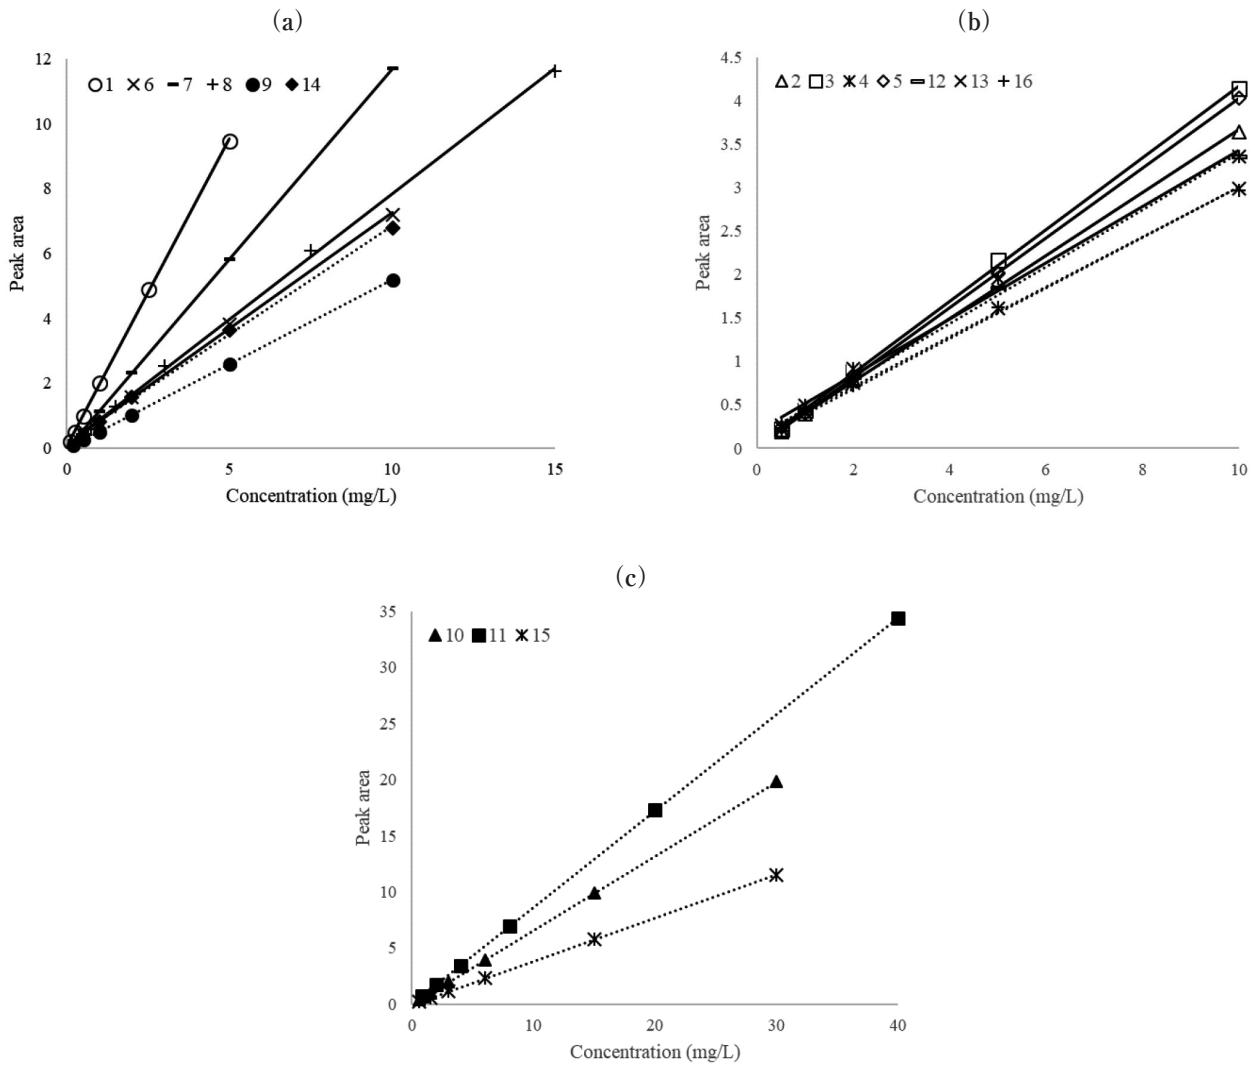 (a)
12
10
8
6
4
2
0
Peak area
1 6 7 8 9 14
0 5 10 15
Concentration (mg/L)
(b)
4.5
4
3.5
3
2.5
2
1.5
1
0.5
0
Peak area
2 3 4 5 12 13 16
0 2 4 6 8 10
Concentration (mg/L)
(c)
35
30
25
20
15
10
5
0
Peak area
10 11 15
0 10 20 30 40
Concentration (mg/L)